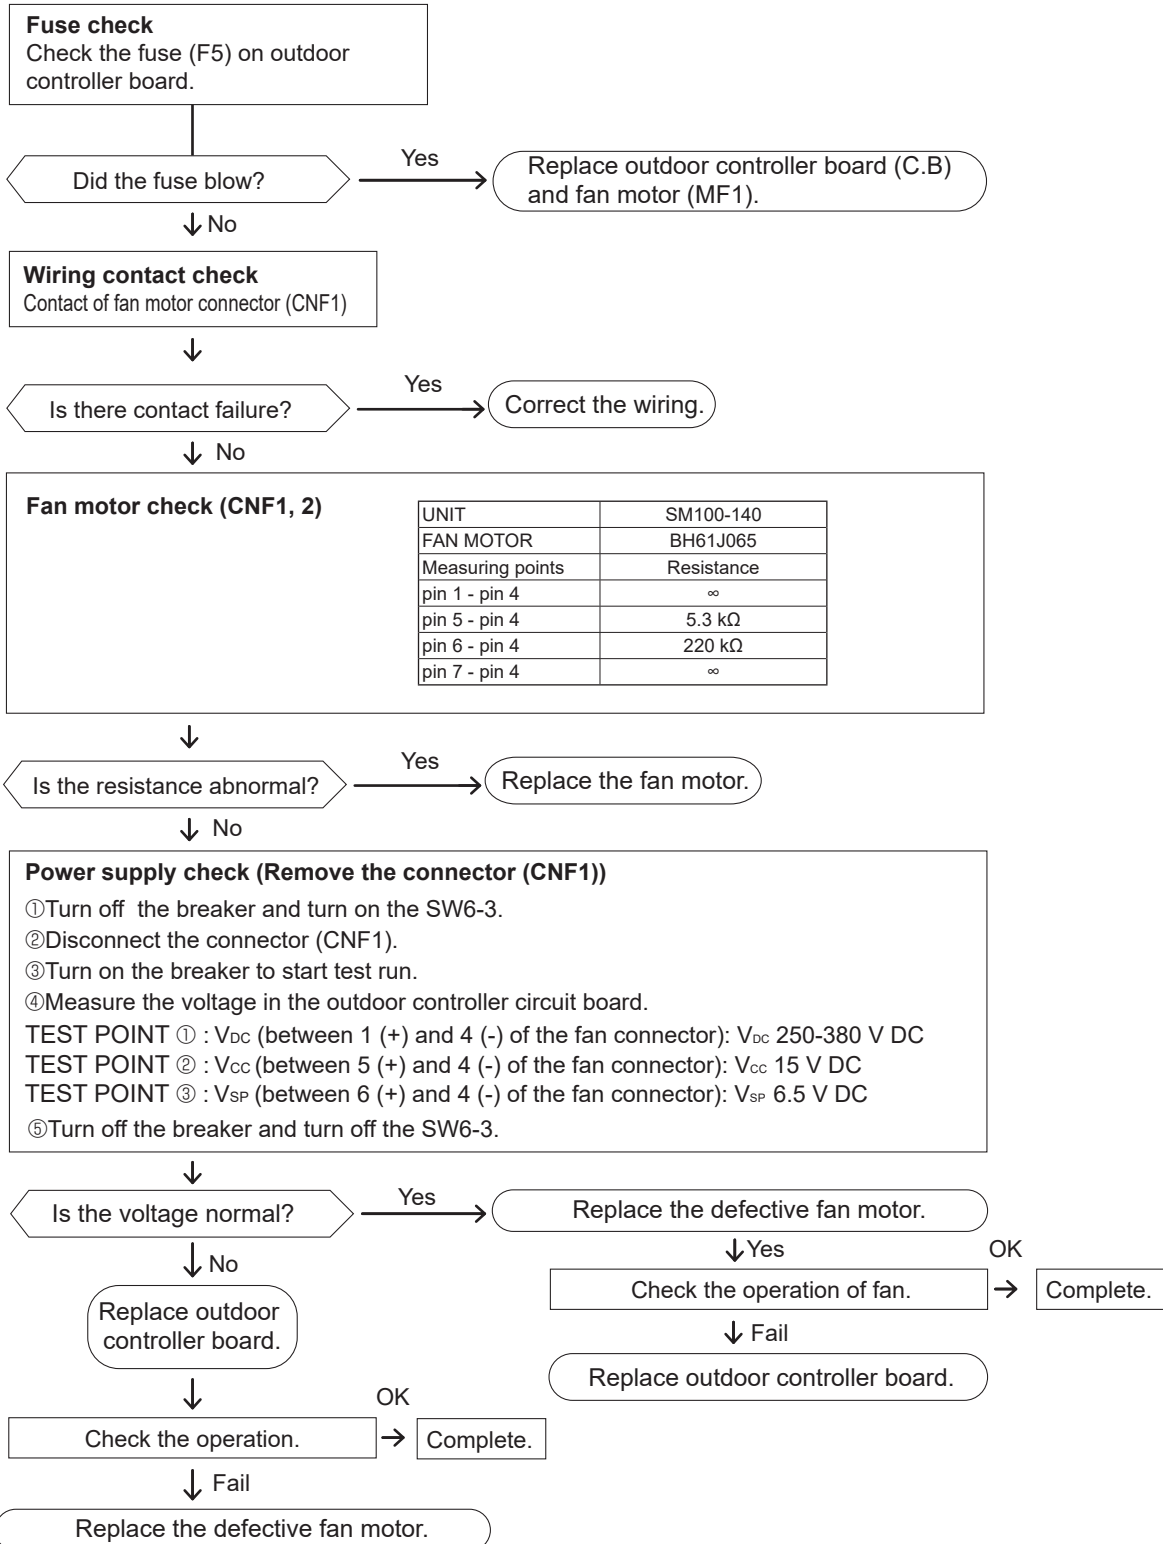 Fuse check
Check the fuse (F5) on outdoor
controller board.
Did the fuse blow?
Yes
Replace outdoor controller board (C.B)
and fan motor (MF1).
No
Wiring contact check
Contact of fan motor connector (CNF1)
Is there contact failure?
Yes
Correct the wiring.
No
Fan motor check (CNF1, 2)
UNIT SM100-140
FAN MOTOR BH61J065
Measuring points Resistance
pin 1 - pin 4 ∞
pin 5 - pin 4 5.3 kΩ
pin 6 - pin 4 220 kΩ
pin 7 - pin 4 ∞
Is the resistance abnormal?
Yes
Replace the fan motor.
No
Power supply check (Remove the connector (CNF1))
①Turn off the breaker and turn on the SW6-3.
②Disconnect the connector (CNF1).
③Turn on the breaker to start test run.
④Measure the voltage in the outdoor controller circuit board.
TEST POINT ① : VDC (between 1 (+) and 4 (-) of the fan connector): VDC 250-380 V DC
TEST POINT ② : VCC (between 5 (+) and 4 (-) of the fan connector): VCC 15 V DC
TEST POINT ③ : VSP (between 6 (+) and 4 (-) of the fan connector): VSP 6.5 V DC
⑤Turn off the breaker and turn off the SW6-3.
Is the voltage normal?
Yes
Replace the defective fan motor.
Yes
Check the operation of fan.
OK
Complete.
Fail
Replace outdoor controller board.
No
Replace outdoor
controller board.
Check the operation.
OK
Complete.
Fail
Replace the defective fan motor.